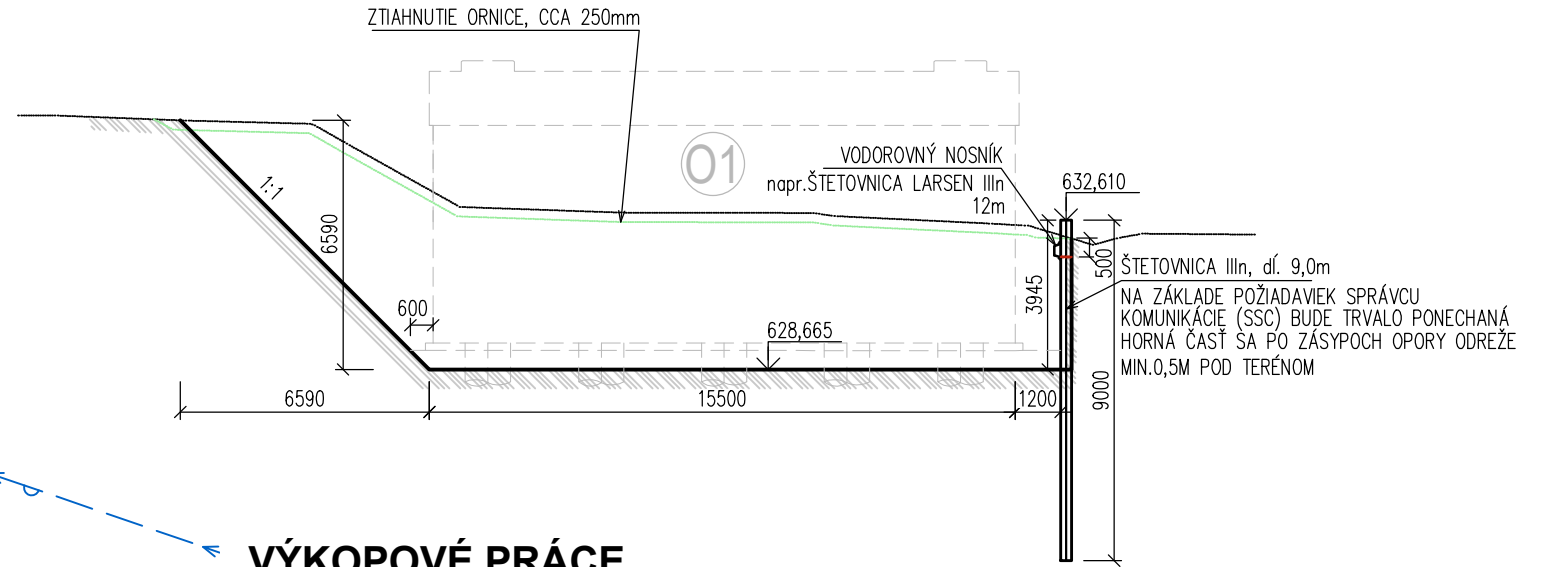 ZTIAHNUTIE ORNICE, CCA 250mm
O1
VODOROVNÝ NOSNÍK
napr.ŠTETOVNICA LARSEN IIIn
12m
632,610
1:1
6590
600
3945
500
628,665
ŠTETOVNICA IIIn, dĺ. 9,0m
NA ZÁKLADE POŽIADAVIEK SPRÁVCU
KOMUNIKÁCIE (SSC) BUDE TRVALO PONECHANÁ
HORNÁ ČASŤ SA PO ZÁSYPOCH OPORY ODREŽE
MIN.0,5M POD TERÉNOM
6590
15500
1200
9000
VÝKOPOVÉ PRÁCE